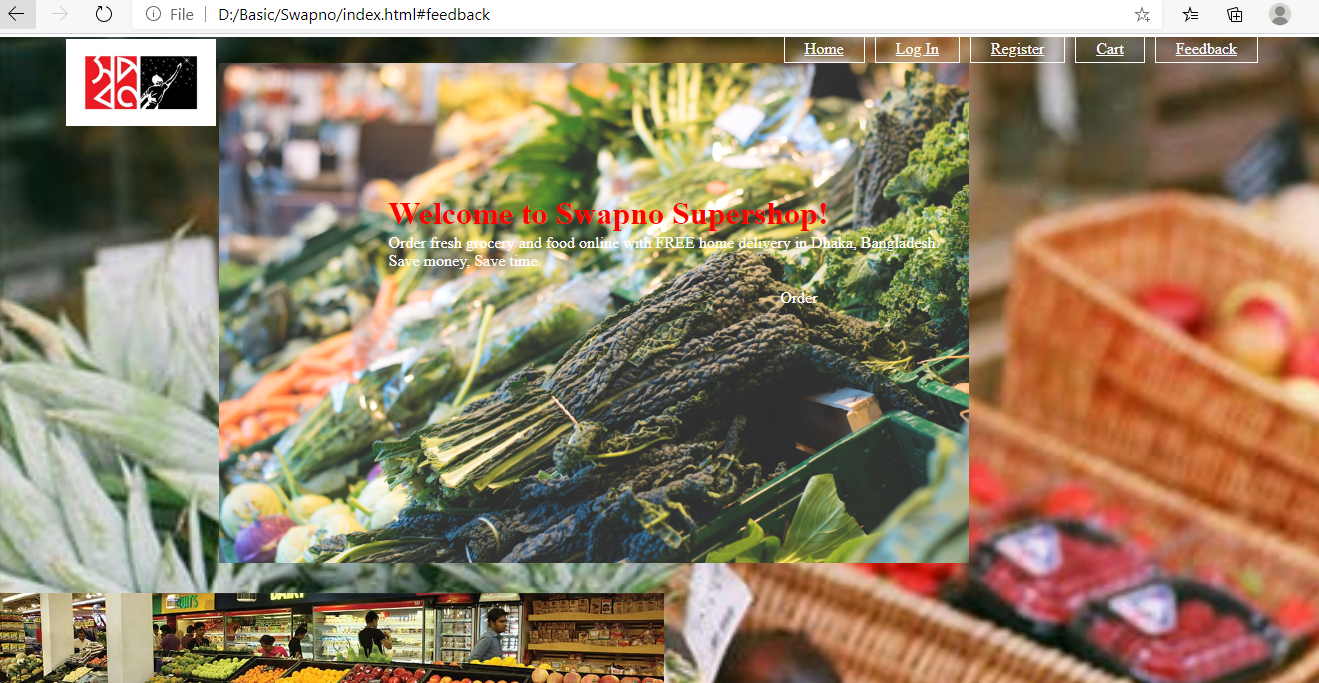 File
D:/Basic/Swapno/index.html#feedback
স্বপ্ন
Home
Log In
Register
Cart
Feedback
Welcome to Swapno Supershop!
Order fresh grocery and food online with FREE home delivery in Dhaka, Bangladesh.
Save money, Save time.
Order